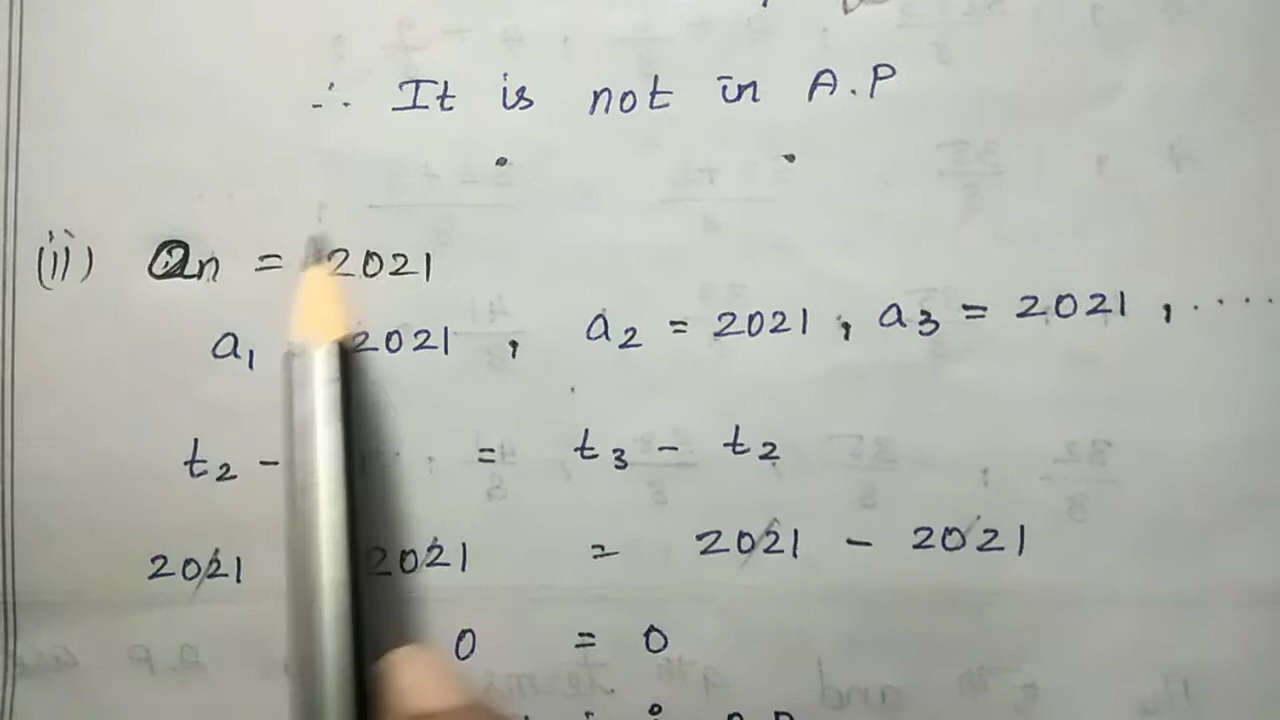 ∴ It is not in A.P
(ii) an = 2021
a₁ 2021 , a₂ = 2021 , a₃ = 2021 , ....
t₂ - = t₃ - t₂
2021 2021 = 2021 - 2021
0 = 0